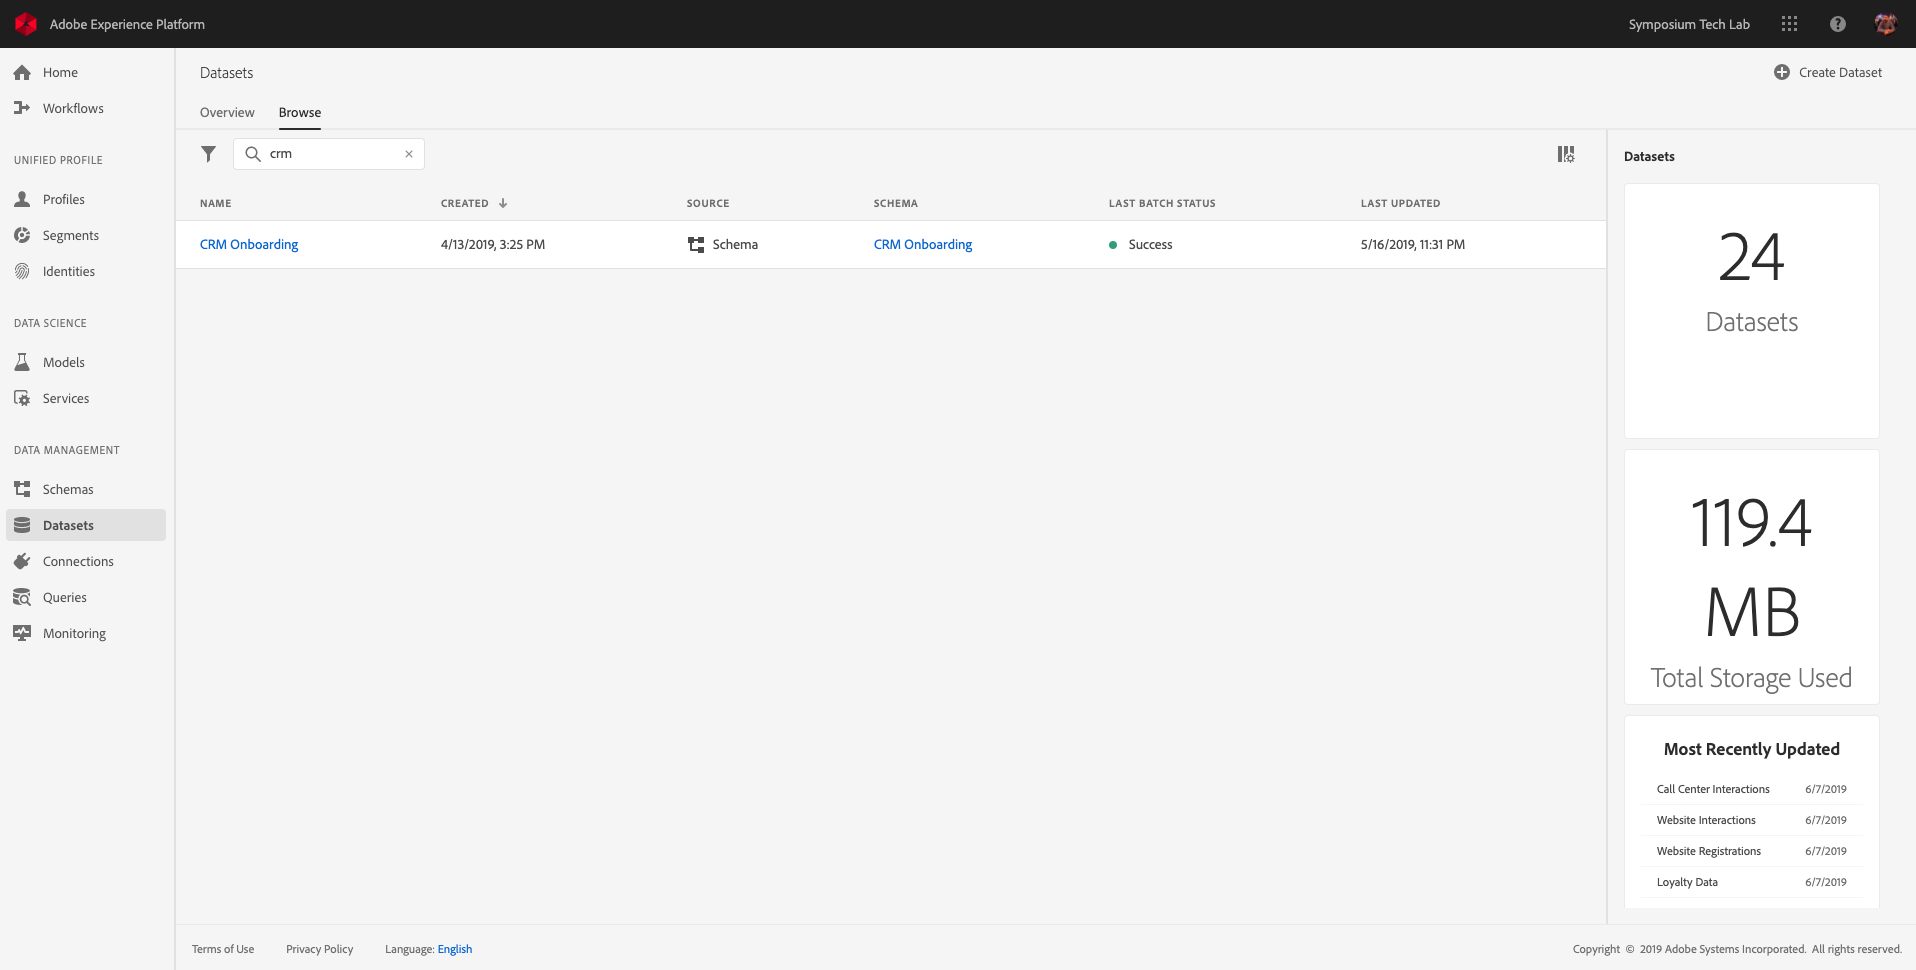 Adobe Experience Platform
Symposium Tech Lab
Home
Workflows
UNIFIED PROFILE
Profiles
Segments
Identities
DATA SCIENCE
Models
Services
DATA MANAGEMENT
Schemas
Datasets
Connections
Queries
Monitoring
Datasets
Create Dataset
Overview Browse
crm
NAME CREATED SOURCE SCHEMA LAST BATCH STATUS LAST UPDATED
CRM Onboarding 4/13/2019, 3:25 PM Schema CRM Onboarding Success 5/16/2019, 11:31 PM
Datasets
24
Datasets
119.4
MB
Total Storage Used
Most Recently Updated
Call Center Interactions 6/7/2019
Website Interactions 6/7/2019
Website Registrations 6/7/2019
Loyalty Data 6/7/2019
Terms of Use Privacy Policy Language: English
Copyright © 2019 Adobe Systems Incorporated. All rights reserved.